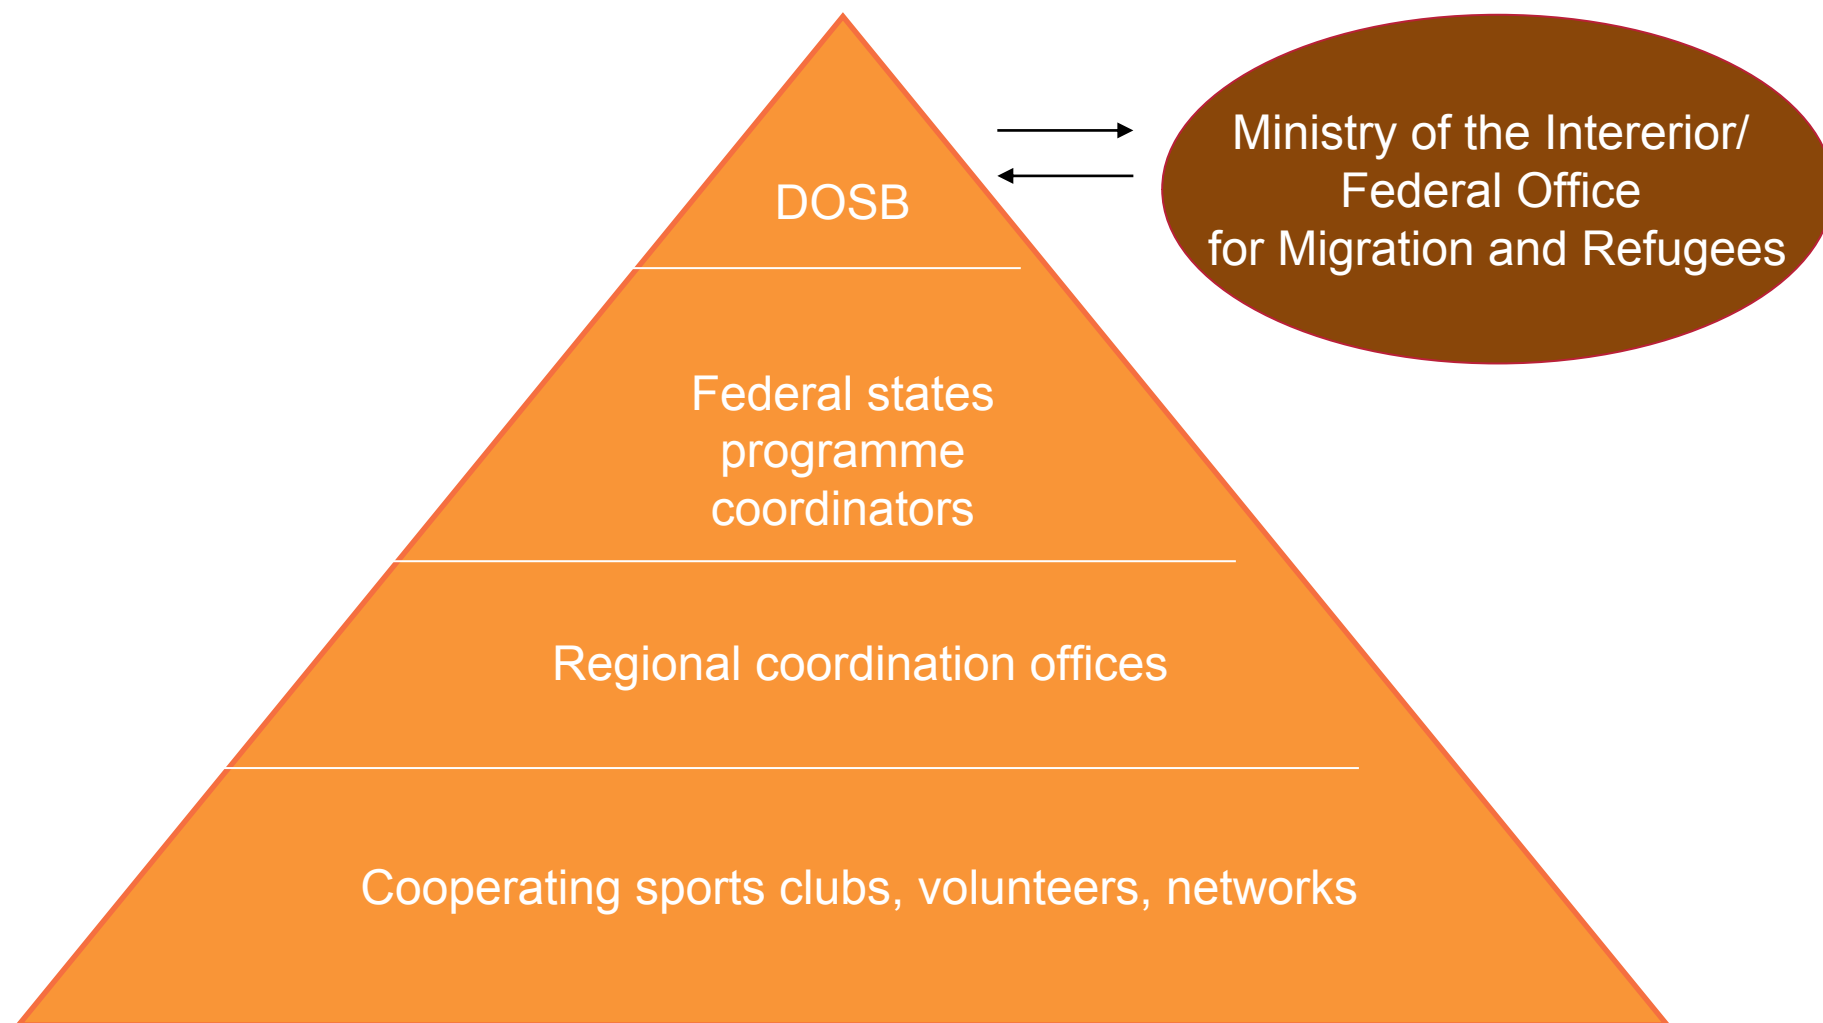 DOSB
Ministry of the Intererior/
Federal Office
for Migration and Refugees
Federal states
programme
coordinators
Regional coordination offices
Cooperating sports clubs, volunteers, networks